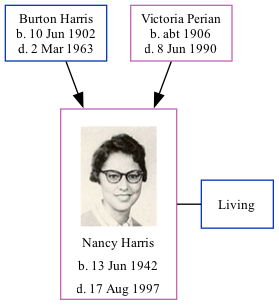 Burton Harris
b. 10 Jun 1902
d. 2 Mar 1963
Victoria Perian
b. abt 1906
d. 8 Jun 1990
Nancy Harris
b. 13 Jun 1942
d. 17 Aug 1997
Living